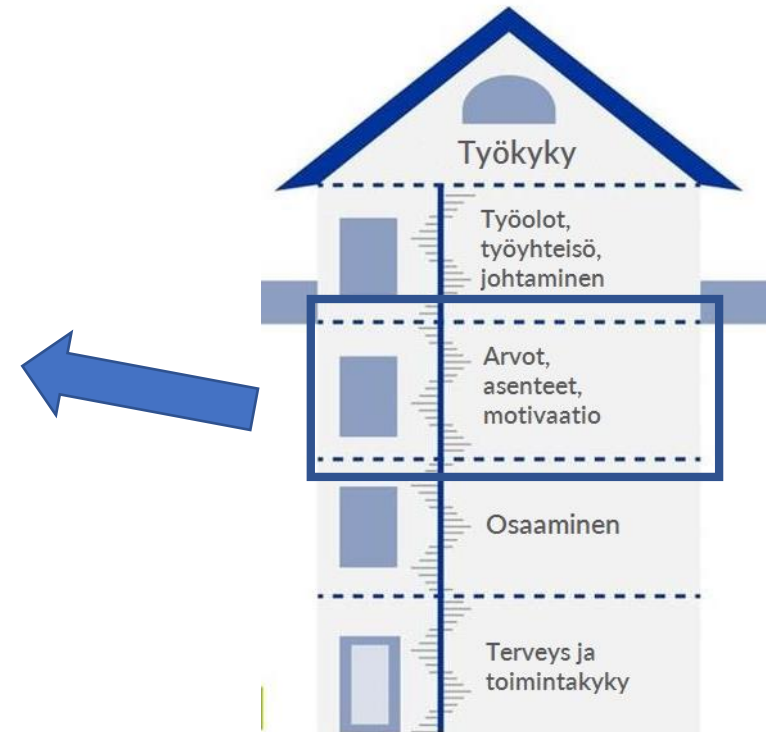 Työkyky
Työolot,
työyhteisö,
johtaminen
Arvot,
asenteet,
motivaatio
Osaaminen
Terveys ja
toimintakyky